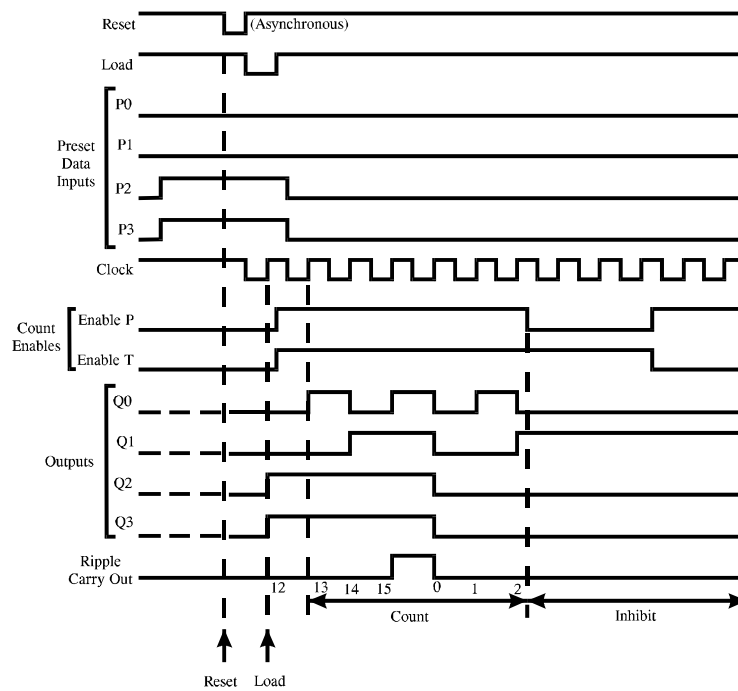 Reset
(Asynchronous)
Load
P0
P1
Preset
Data
Inputs
P2
P3
Clock
Enable P
Count
Enables
Enable T
Q0
Q1
Outputs
Q2
Q3
Ripple
Carry Out
12 13 14 15 0 1 2
Count
Inhibit
Reset Load